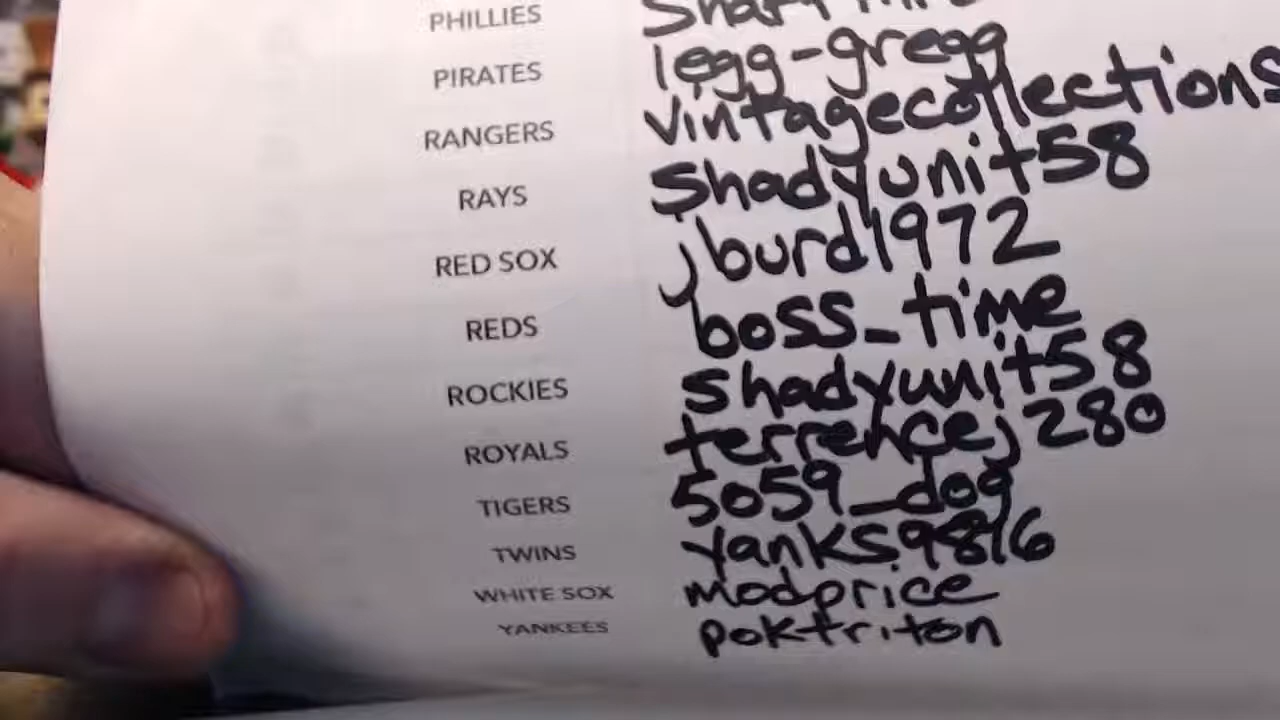 PHILLIES
PIRATES legg-gregg
RANGERS vintagecollections
RAYS shadyunit58
RED SOX jburd1972
REDS boss_time
ROCKIES shadyunit58
ROYALS terrencej280
TIGERS 5059_dog
TWINS yanks9816
WHITE SOX modprice
YANKEES poktriton